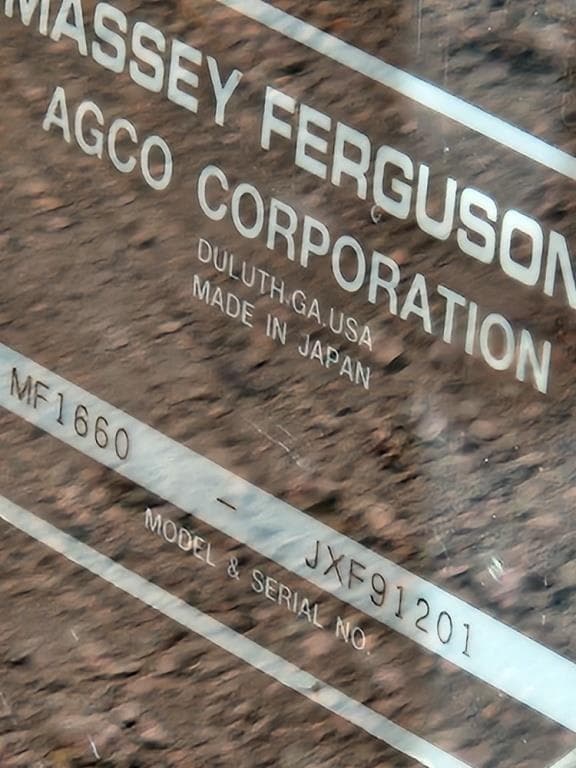 MASSEY FERGUSON
AGCO CORPORATION
DULUTH.GA.USA
MADE IN JAPAN
MF1660 - JXF91201
MODEL & SERIAL NO.